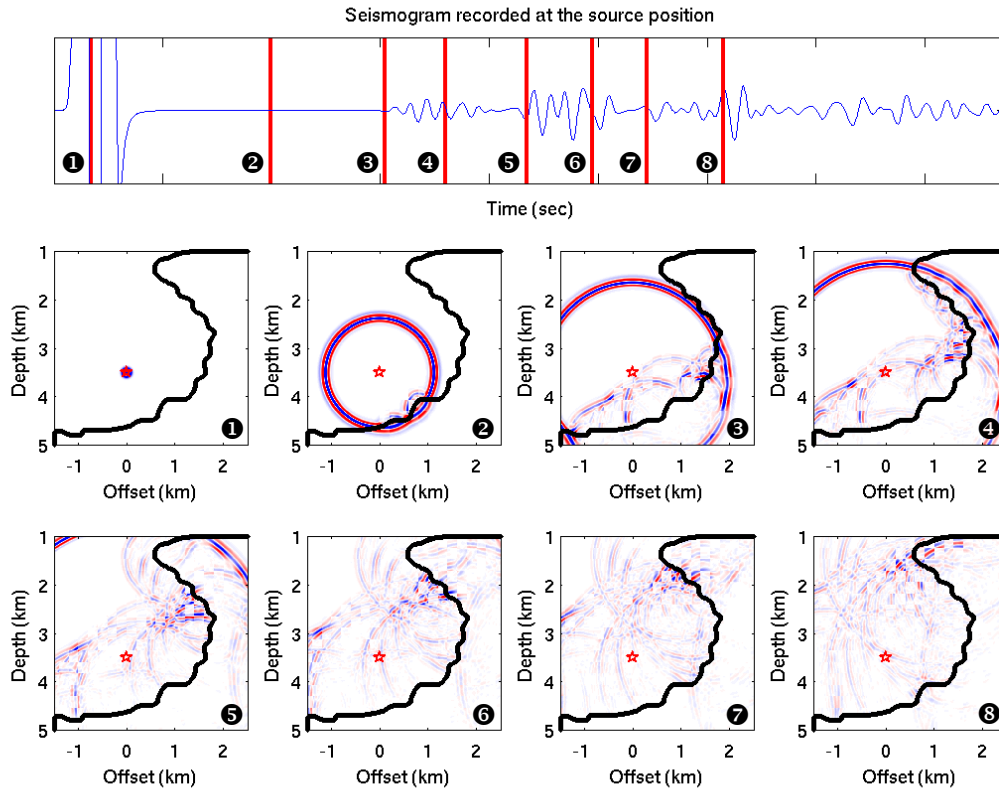 Seismogram recorded at the source position
❶ ❷ ❸ ❹ ❺ ❻ ❼ ❽
Time (sec)
1 2 3 4 5
Depth (km)
-1 0 1 2
Offset (km)
❶
1 2 3 4 5
Depth (km)
-1 0 1 2
Offset (km)
❷
1 2 3 4 5
Depth (km)
-1 0 1 2
Offset (km)
❸
1 2 3 4 5
Depth (km)
-1 0 1 2
Offset (km)
❹
1 2 3 4 5
Depth (km)
-1 0 1 2
Offset (km)
❺
1 2 3 4 5
Depth (km)
-1 0 1 2
Offset (km)
❻
1 2 3 4 5
Depth (km)
-1 0 1 2
Offset (km)
❼
1 2 3 4 5
Depth (km)
-1 0 1 2
Offset (km)
❽